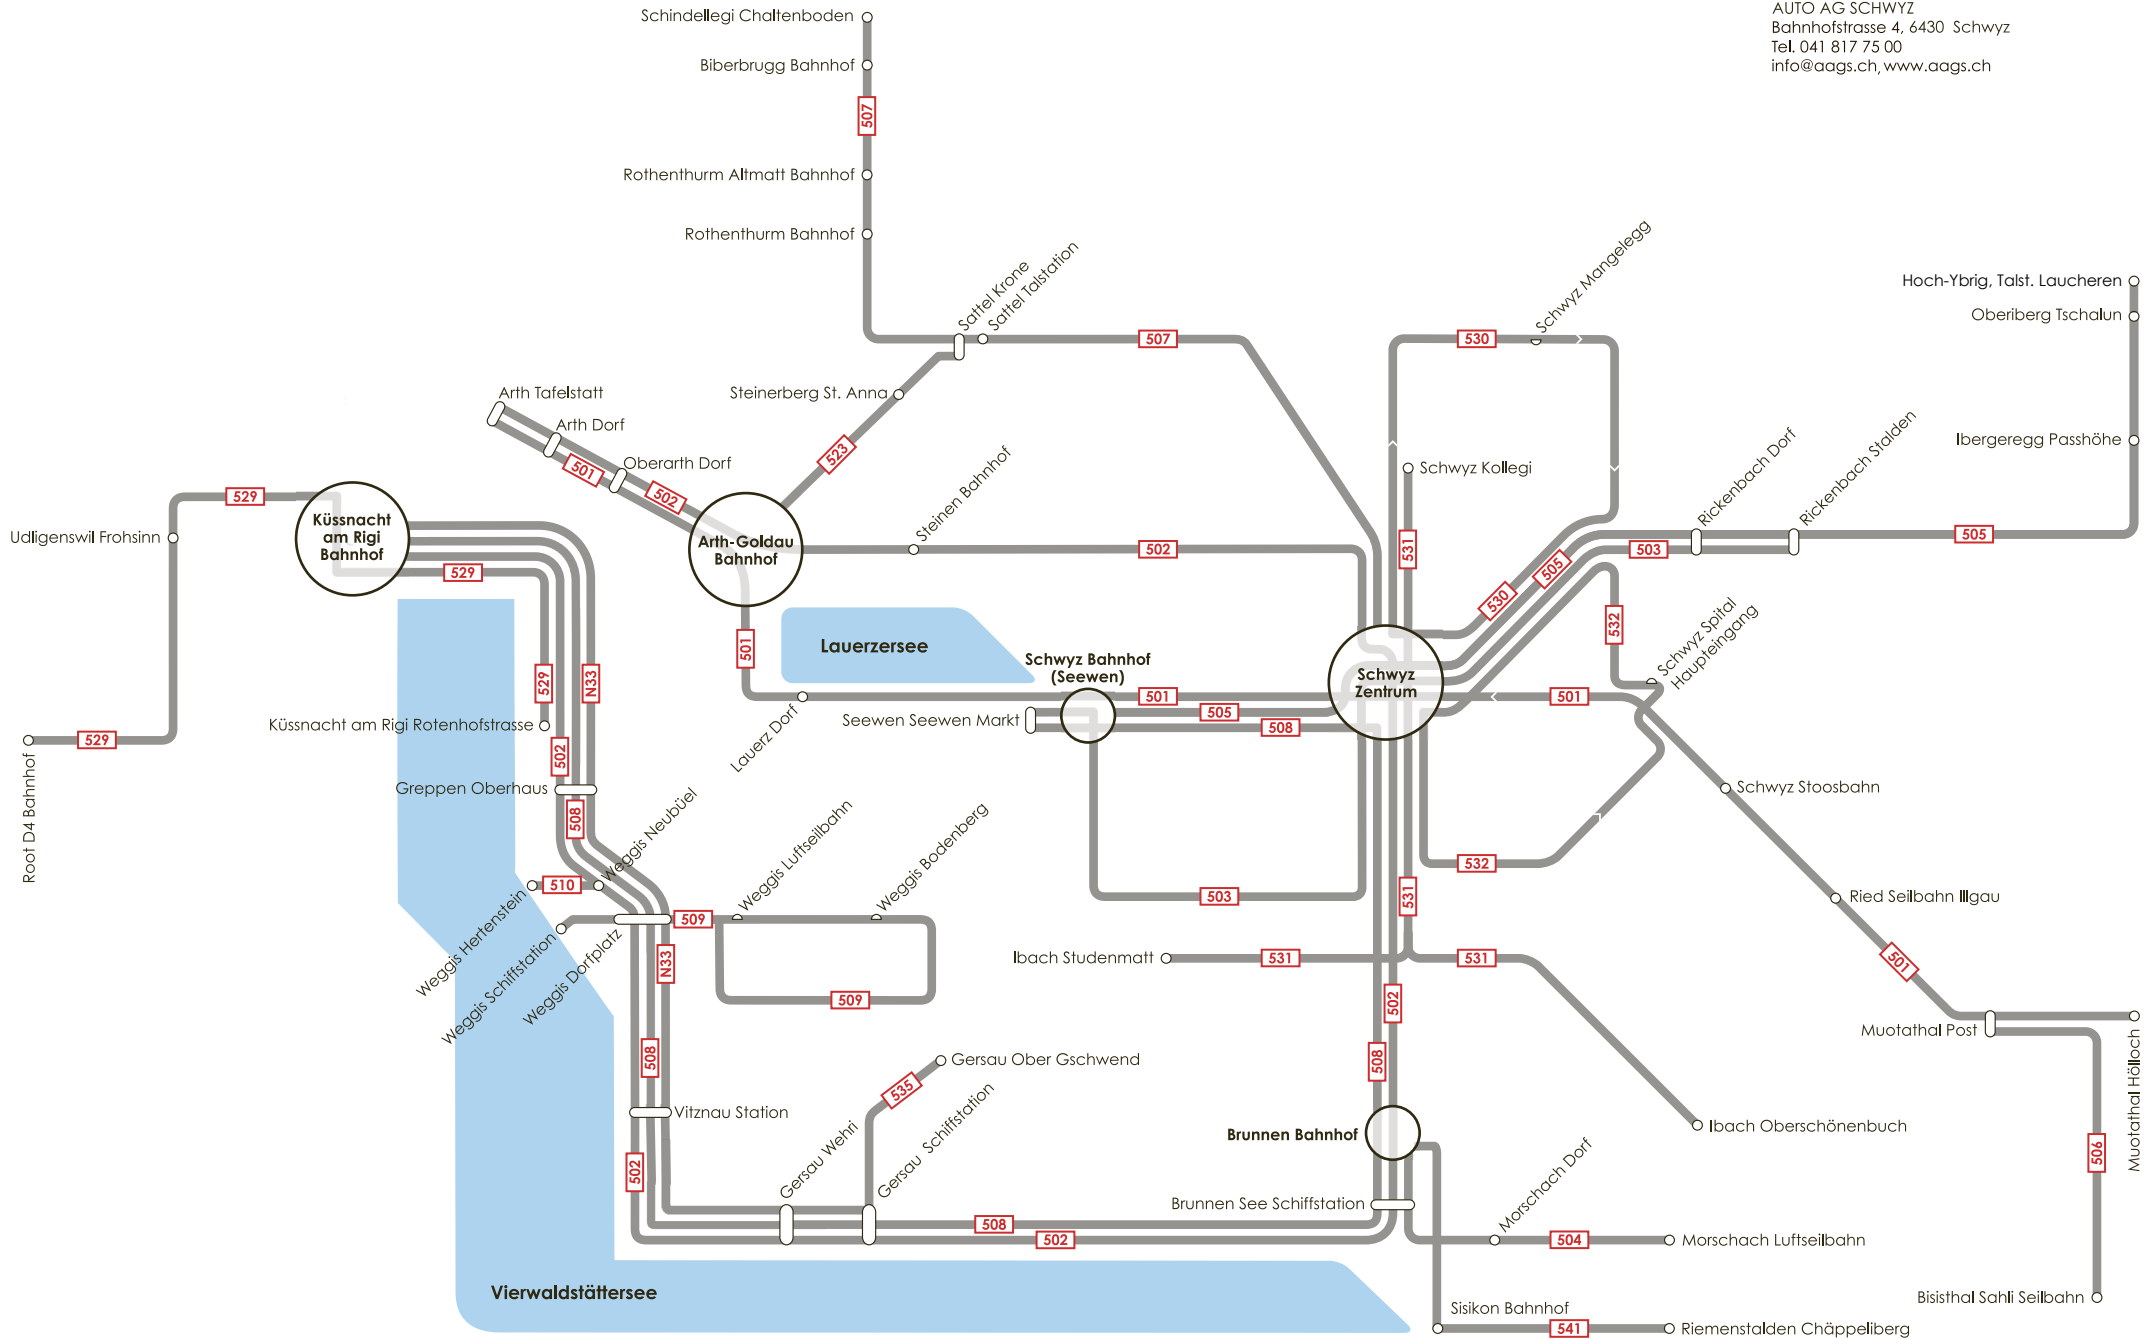 AUTO AG SCHWYZ
Bahnhofstrasse 4, 6430 Schwyz
Tel. 041 817 75 00
info@aags.ch, www.aags.ch
Schindellegi Chaltenboden
Biberbrugg Bahnhof
507
Rothenthurm Altmatt Bahnhof
Rothenthurm Bahnhof
Sattel Krone
Sattel Talstation
507
530
Schwyz Mangelegg
Hoch-Ybrig, Talst. Laucheren
Oberiberg Tschalun
Ibergeregg Passhöhe
Arth Tafelstatt
Arth Dorf
Oberarth Dorf
501
502
Steinerberg St. Anna
523
Steinen Bahnhof
Schwyz Kollegi
531
Rickenbach Dorf
Rickenbach Stalden
529
Küssnacht
am Rigi
Bahnhof
Udligenswil Frohsinn
529
Arth-Goldau
Bahnhof
502
503
505
505
530
532
501
Lauerzersee
Schwyz Bahnhof
(Seewen)
Schwyz
Zentrum
Schwyz Spital
Haupteingang
529
N33
501
505
508
501
Seewen Seewen Markt
Lauerz Dorf
Küssnacht am Rigi Rotenhofstrasse
529
Root D4 Bahnhof
502
Greppen Oberhaus
508
Schwyz Stoosbahn
Weggis Neubüel
510
Weggis Hertenstein
Weggis Schiffstation
Weggis Dorfplatz
509
Weggis Luftseilbahn
Weggis Bodenberg
509
N33
503
532
531
Ried Seilbahn Illgau
Ibach Studenmatt
531
531
501
502
508
Muotathal Post
Muotathal Hölloch
508
Gersau Ober Gschwend
535
Vitznau Station
Gersau Wehri
Gersau Schiffstation
Brunnen Bahnhof
Ibach Oberschönenbuch
506
502
508
502
Brunnen See Schiffstation
Morschach Dorf
504
Morschach Luftseilbahn
Vierwaldstättersee
Sisikon Bahnhof
541
Riemenstalden Chäppeliberg
Bisisthal Sahli Seilbahn